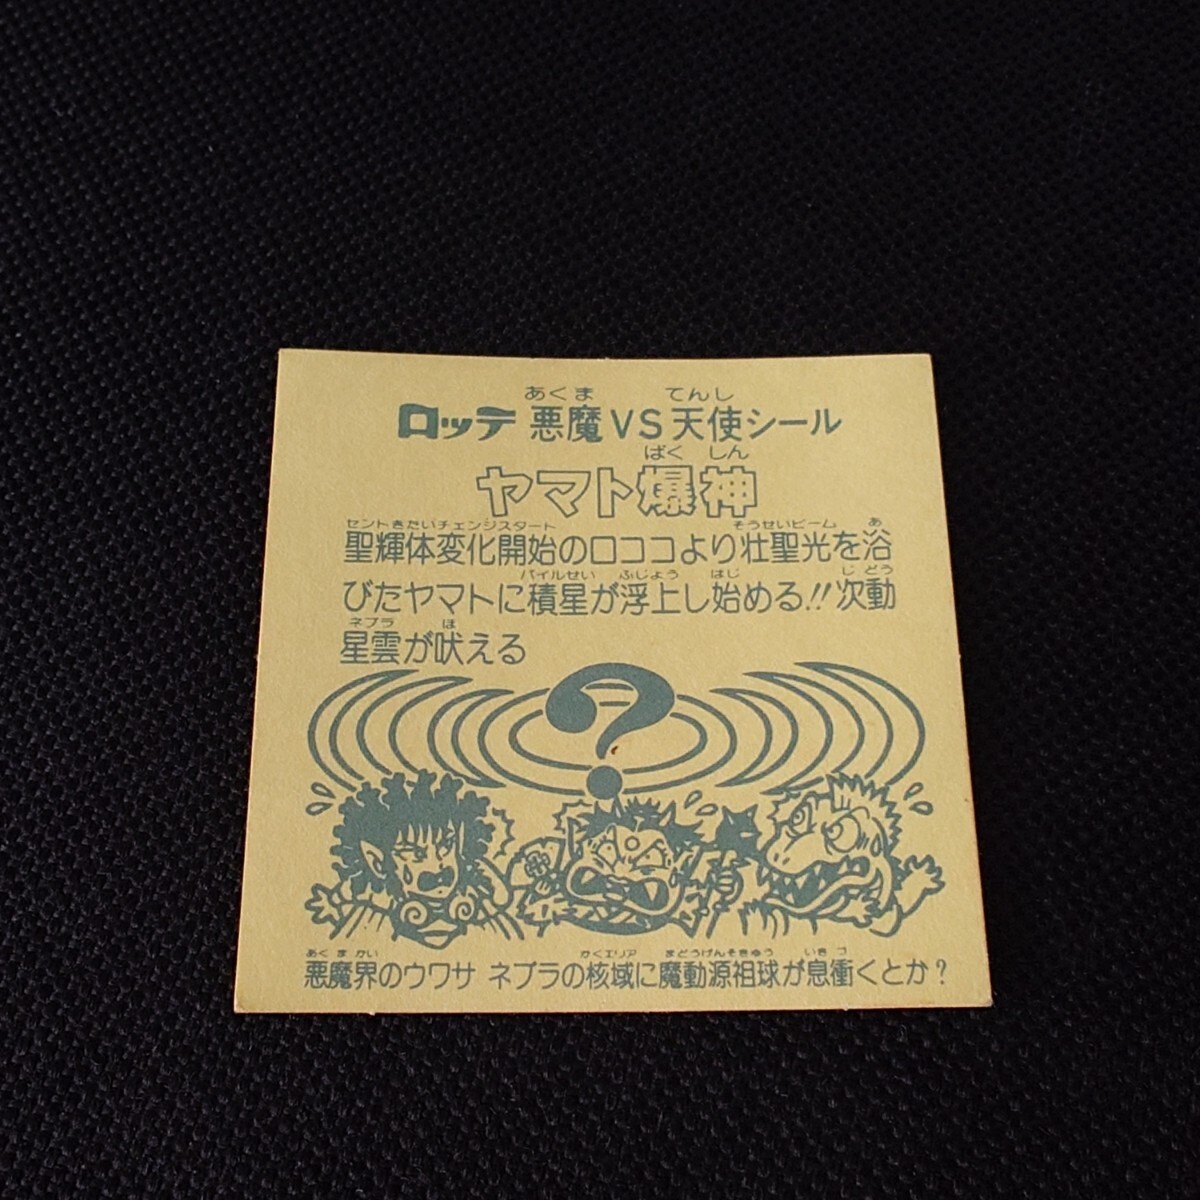 あくま てんし
ロッテ 悪魔VS天使シール
ばくしん
ヤマト爆神
セントきたいチェンジスタート そうせいビーム あ
聖輝体変化開始のロココより壮聖光を浴
パイルせい ふじょう はじ じどう
びたヤマトに積星が浮上し始める!!次動
ネブラ ほ
星雲が吠える
?
あくまかい かくエリア まどうげんそきゅう いきづ
悪魔界のウワサ ネブラの核域に魔動源祖球が息衝くとか?